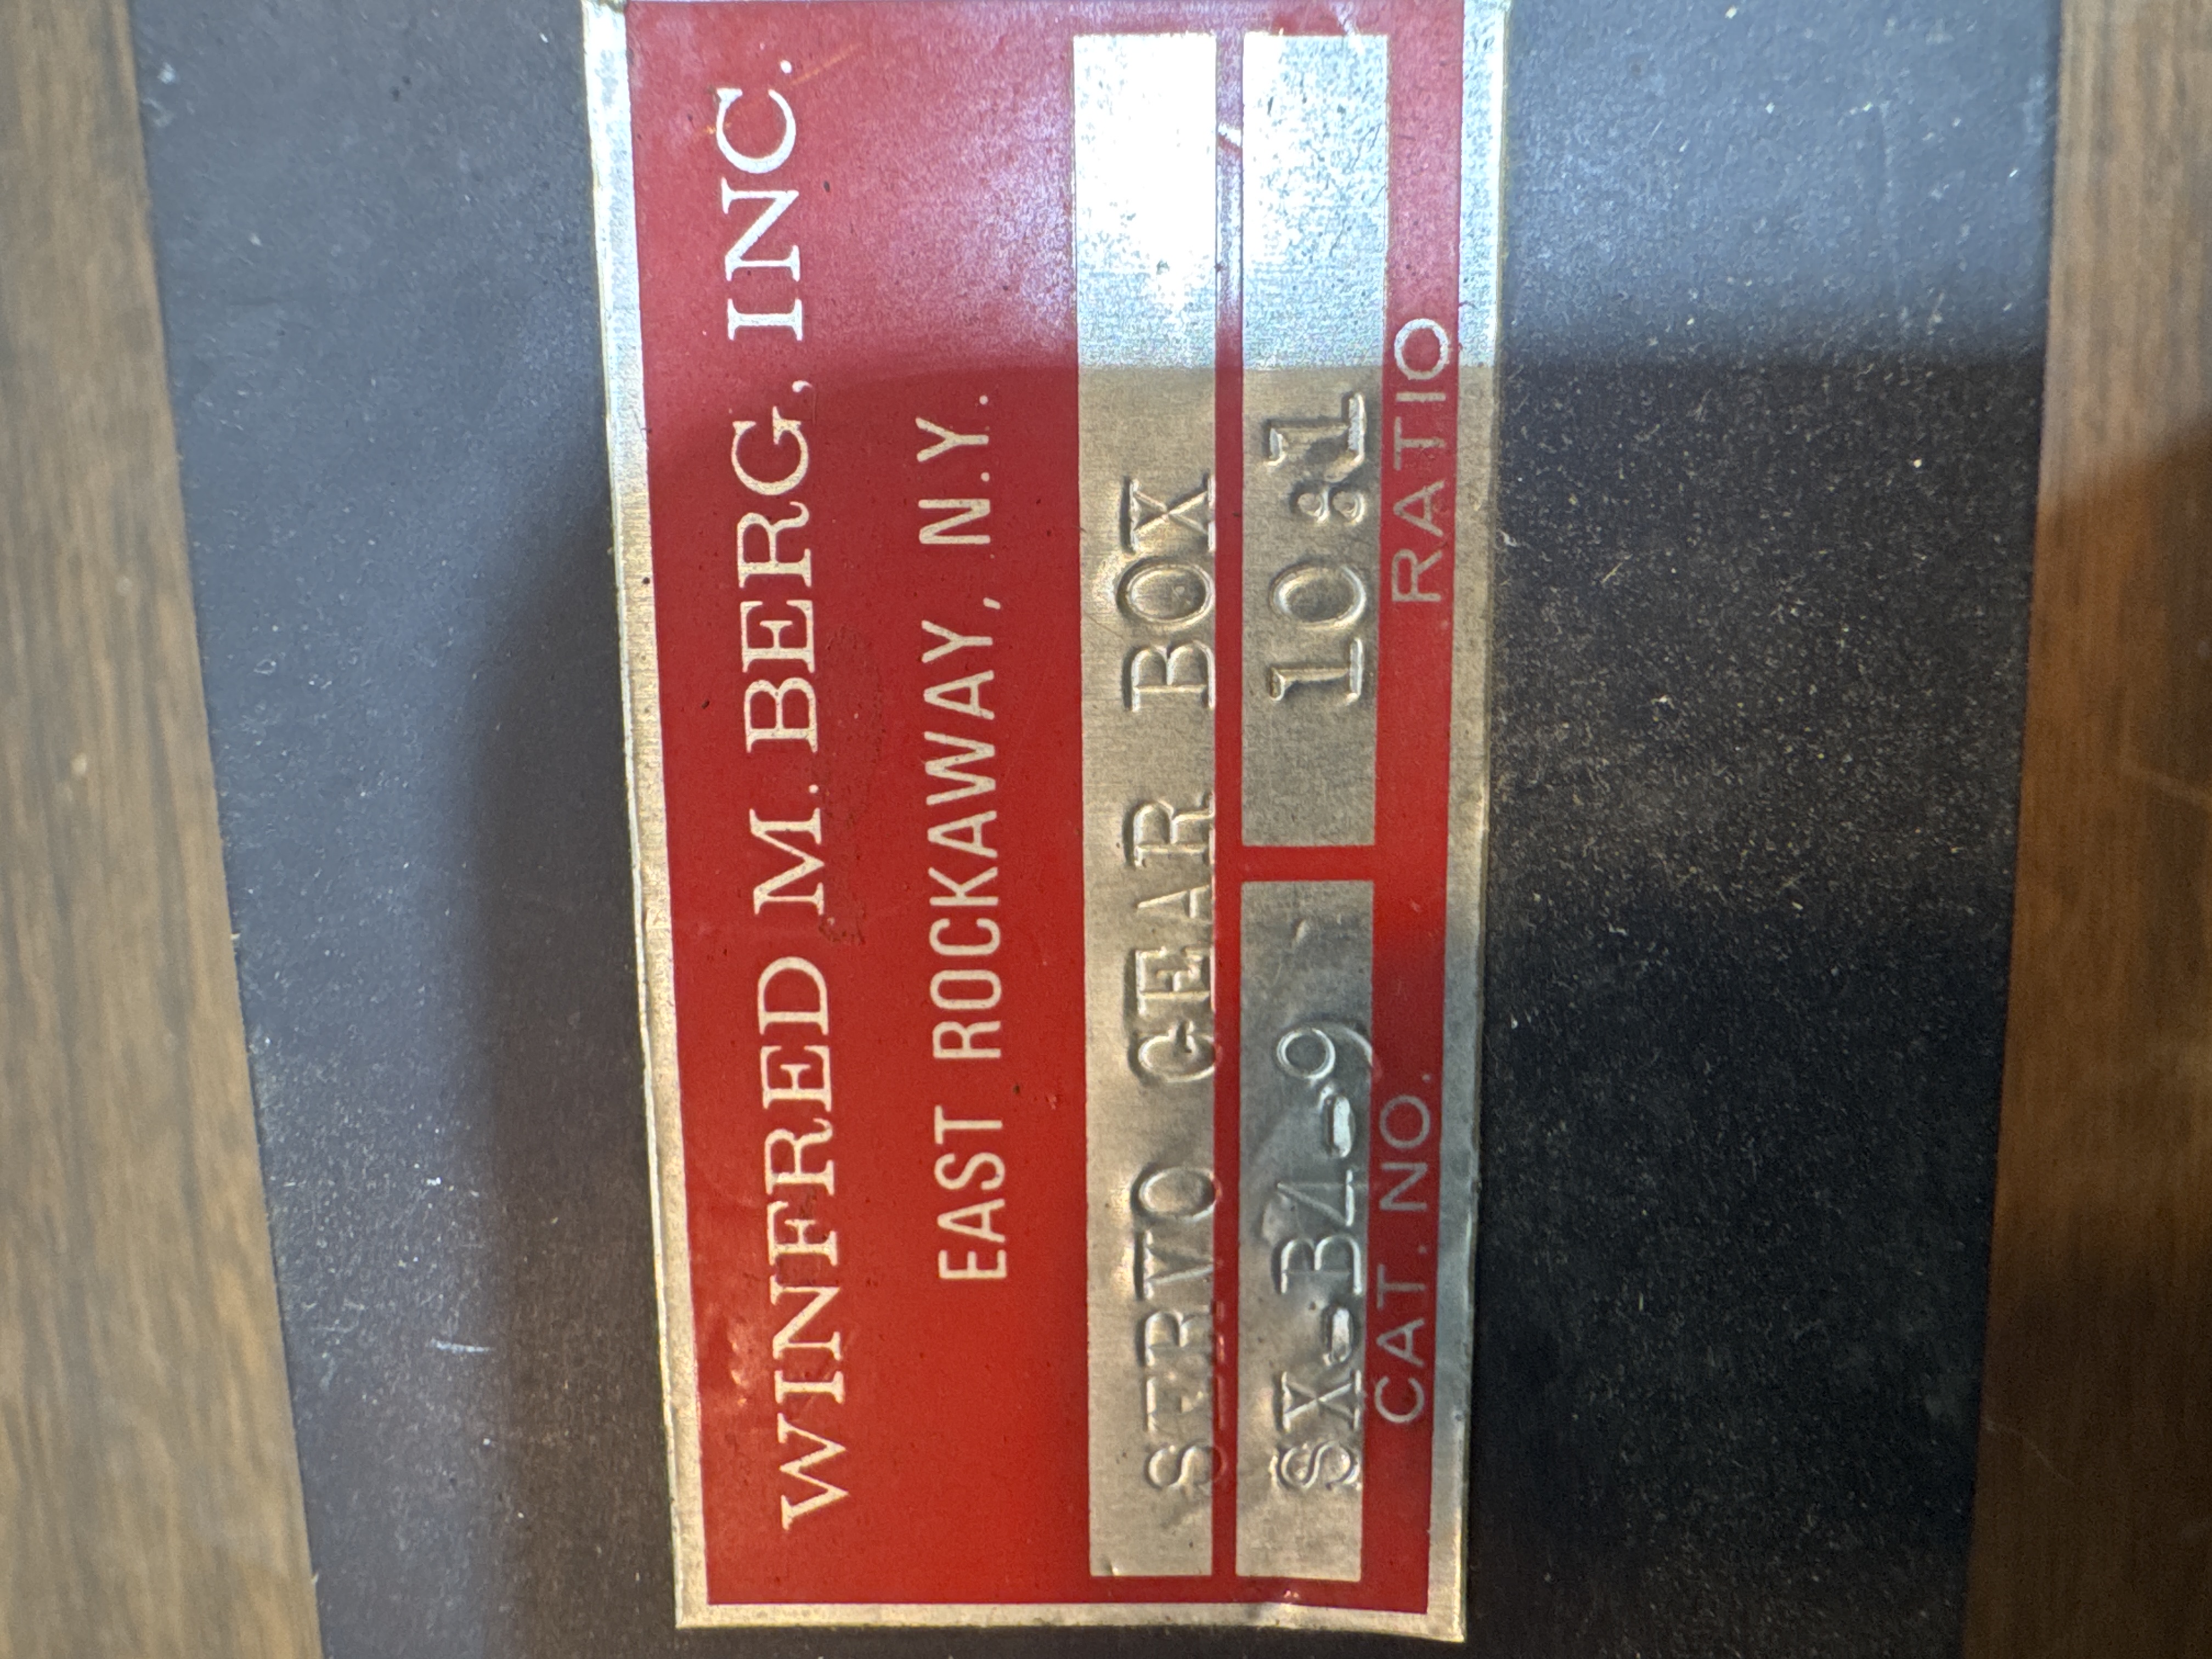 WINFRED M. BERG, INC.
EAST ROCKAWAY, N.Y.
SERVO GEAR BOX
SX-B4-9 10:1
CAT. NO. RATIO